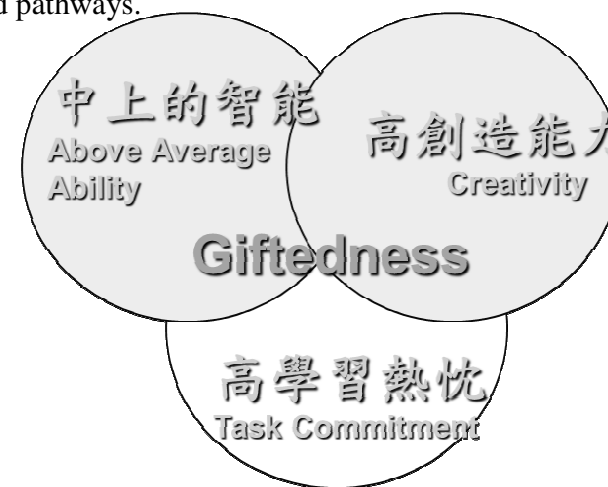 d pathways.
中上的智能
Above Average
Ability
高創造能力
Creativity
Giftedness
高學習熱忱
Task Commitment